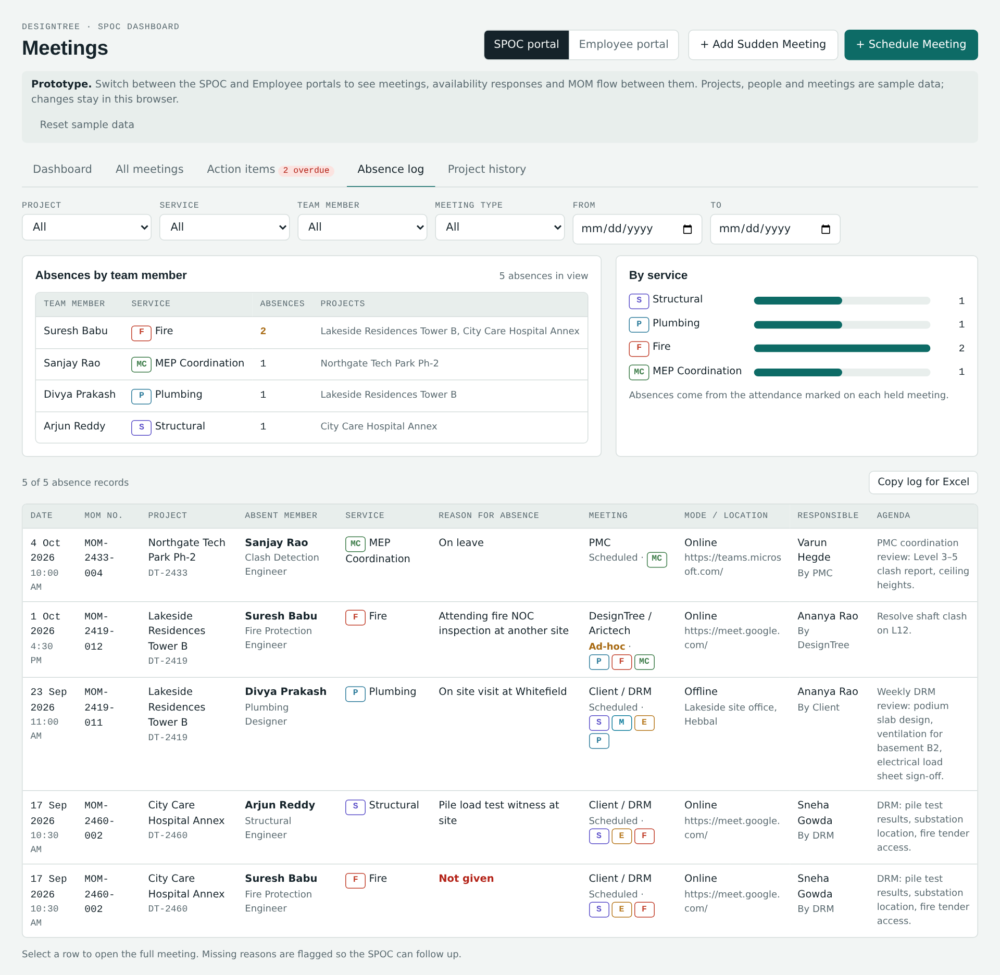 DESIGNTREE · SPOC DASHBOARD
Meetings
SPOC portal
Employee portal
+ Add Sudden Meeting
+ Schedule Meeting
Prototype. Switch between the SPOC and Employee portals to see meetings, availability responses and MOM flow between them. Projects, people and meetings are sample data;
changes stay in this browser.
Reset sample data
Dashboard
All meetings
Action items 2 overdue
Absence log
Project history
PROJECT
SERVICE
TEAM MEMBER
MEETING TYPE
FROM
TO
All
All
All
All
mm/dd/yyyy
mm/dd/yyyy
Absences by team member
5 absences in view
TEAM MEMBER SERVICE ABSENCES PROJECTS
Suresh Babu F Fire 2 Lakeside Residences Tower B, City Care Hospital Annex
Sanjay Rao MC MEP Coordination 1 Northgate Tech Park Ph-2
Divya Prakash P Plumbing 1 Lakeside Residences Tower B
Arjun Reddy S Structural 1 City Care Hospital Annex
By service
S Structural 1
P Plumbing 1
F Fire 2
MC MEP Coordination 1
Absences come from the attendance marked on each held meeting.
5 of 5 absence records
Copy log for Excel
DATE MOM NO. PROJECT ABSENT MEMBER SERVICE REASON FOR ABSENCE MEETING MODE / LOCATION RESPONSIBLE AGENDA
4 Oct
2026
10:00
AM
MOM-
2433-
004
Northgate Tech
Park Ph-2
DT-2433
Sanjay Rao
Clash Detection
Engineer
MC MEP
Coordination
On leave
PMC
Scheduled · MC
Online
https://teams.micros
oft.com/
Varun
Hegde
By PMC
PMC coordination
review: Level 3–5
clash report, ceiling
heights.
1 Oct
2026
4:30
PM
MOM-
2419-
012
Lakeside
Residences
Tower B
DT-2419
Suresh Babu
Fire Protection
Engineer
F Fire
Attending fire NOC
inspection at another site
DesignTree /
Arictech
Ad-hoc ·
P F MC
Online
https://meet.google.
com/
Ananya Rao
By
DesignTree
Resolve shaft clash
on L12.
23 Sep
2026
11:00
AM
MOM-
2419-
011
Lakeside
Residences
Tower B
DT-2419
Divya Prakash
Plumbing
Designer
P Plumbing
On site visit at Whitefield
Client / DRM
Scheduled ·
S M E
P
Offline
Lakeside site office,
Hebbal
Ananya Rao
By Client
Weekly DRM
review: podium
slab design,
ventilation for
basement B2,
electrical load
sheet sign-off.
17 Sep
2026
10:30
AM
MOM-
2460-
002
City Care
Hospital Annex
DT-2460
Arjun Reddy
Structural
Engineer
S Structural
Pile load test witness at
site
Client / DRM
Scheduled ·
S E F
Online
https://meet.google.
com/
Sneha
Gowda
By DRM
DRM: pile test
results, substation
location, fire tender
access.
17 Sep
2026
10:30
AM
MOM-
2460-
002
City Care
Hospital Annex
DT-2460
Suresh Babu
Fire Protection
Engineer
F Fire
Not given
Client / DRM
Scheduled ·
S E F
Online
https://meet.google.
com/
Sneha
Gowda
By DRM
DRM: pile test
results, substation
location, fire tender
access.
Select a row to open the full meeting. Missing reasons are flagged so the SPOC can follow up.